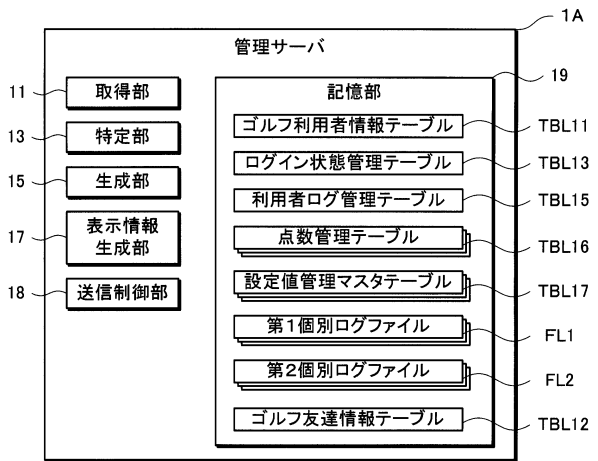 1A
管理サーバ
11
取得部
13
特定部
15
生成部
17
表示情報
生成部
18
送信制御部
19
記憶部
ゴルフ利用者情報テーブル
TBL11
ログイン状態管理テーブル
TBL13
利用者ログ管理テーブル
TBL15
点数管理テーブル
TBL16
設定値管理マスタテーブル
TBL17
第1個別ログファイル
FL1
第2個別ログファイル
FL2
ゴルフ友達情報テーブル
TBL12